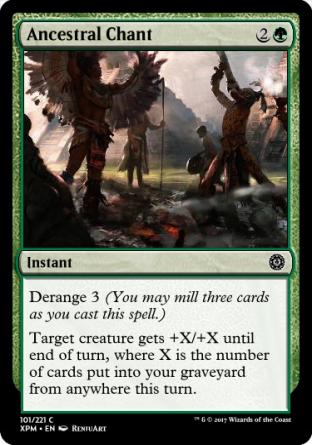 Ancestral Chant 2
Instant
Derange 3 (You may mill three cards
as you cast this spell.)
Target creature gets +X/+X until
end of turn, where X is the number
of cards put into your graveyard
from anywhere this turn.
101/221 C
XPM • EN RenfuArt
™ & © 2017 Wizards of the Coast